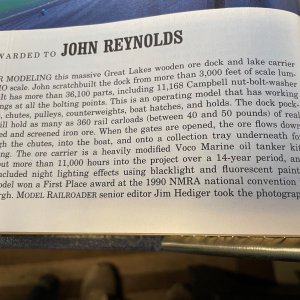 WARDED TO JOHN REYNOLDS
R MODELING this massive Great Lakes wooden ore dock and lake carrier
HO scale. John scratchbuilt the dock from more than 3,000 feet of scale lum-
It has more than 36,100 parts, including 11,168 Campbell nut-bolt-washer
ngs at all the bolting points. This is an operating model that has working
, chutes, pulleys, counterweights, boat hatches, and holds. The dock pock-
ill hold as many as 360 rail carloads (between 40 and 50 pounds) of real
ed and screened iron ore. When the gates are opened, the ore flows down
gh the chutes, into the boat, and onto a collection tray underneath for
ng. The ore carrier is a heavily modified Voco Marine oil tanker kit
out more than 11,000 hours into the project over a 14-year period, an
ncluded night lighting effects using blacklight and fluorescent paint
odel won a First Place award at the 1990 NMRA national convention
rgh. MODEL RAILROADER senior editor Jim Hediger took the photograp